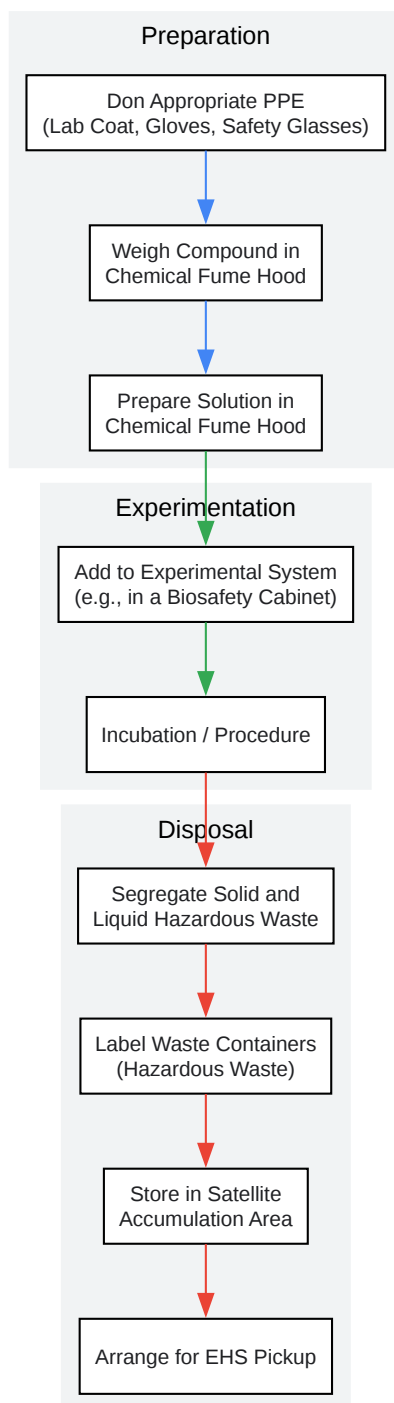 Preparation
Don Appropriate PPE
(Lab Coat, Gloves, Safety Glasses)
Weigh Compound in
Chemical Fume Hood
Prepare Solution in
Chemical Fume Hood
Experimentation
Add to Experimental System
(e.g., in a Biosafety Cabinet)
Incubation / Procedure
Disposal
Segregate Solid and
Liquid Hazardous Waste
Label Waste Containers
(Hazardous Waste)
Store in Satellite
Accumulation Area
Arrange for EHS Pickup